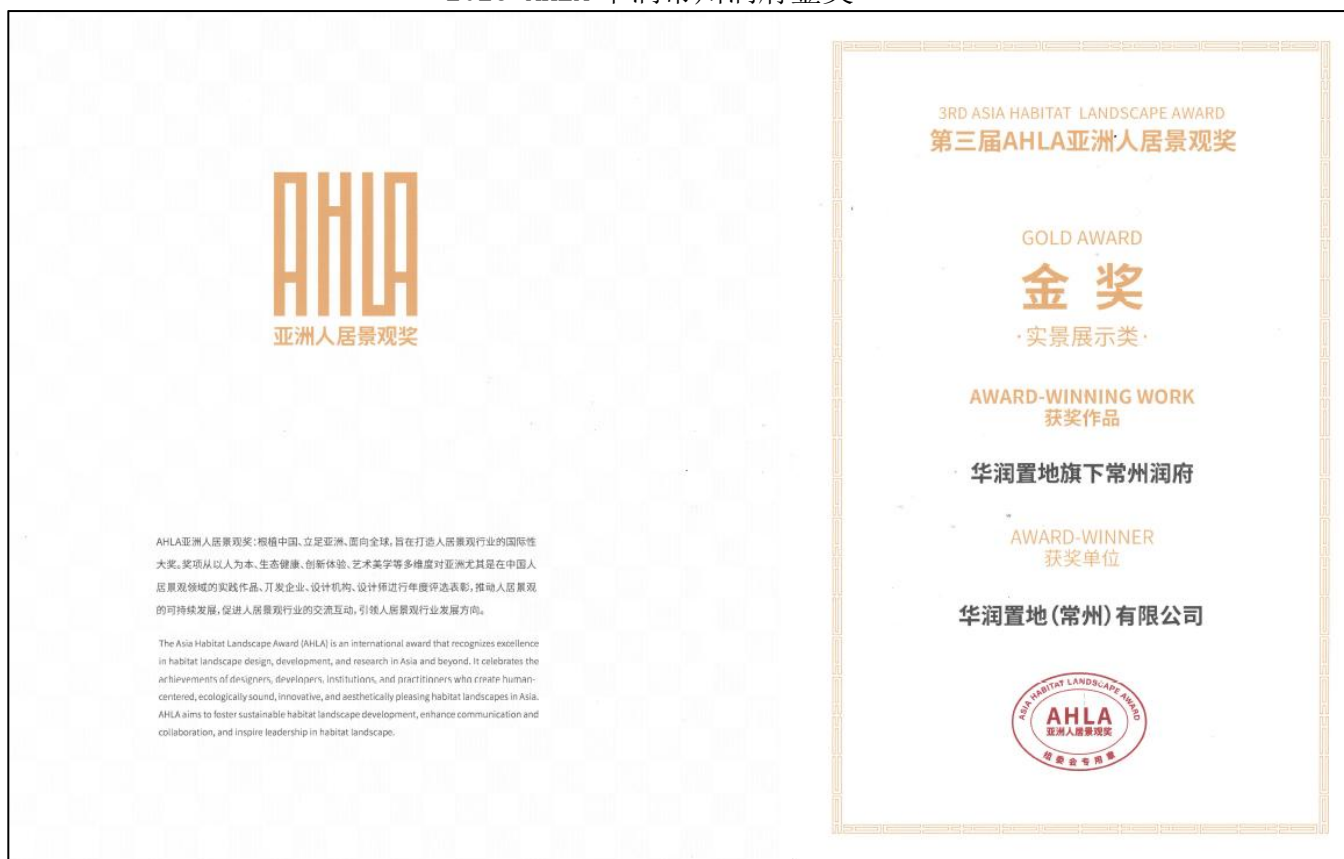 AHLA
亚洲人居景观奖
AHLA亚洲人居景观奖:根植中国、立足亚洲、面向全球,旨在打造人居景观行业的国际性
大奖。奖项从以人为本、生态健康、创新体验、艺术美学等多维度对亚洲尤其是在中国人
居景观领域的实践作品、开发企业、设计机构、设计师进行年度评选表彰,推动人居景观
的可持续发展,促进人居景观行业的交流互动,引领人居景观行业发展方向。
The Asia Habitat Landscape Award (AHLA) is an international award that recognizes excellence
in habitat landscape design, development, and research in Asia and beyond. It celebrates the
achievements of designers, developers, institutions, and practitioners who create human-
centered, ecologically sound, innovative, and aesthetically pleasing habitat landscapes in Asia.
AHLA aims to foster sustainable habitat landscape development, enhance communication and
collaboration, and inspire leadership in habitat landscape.
3RD ASIA HABITAT LANDSCAPE AWARD
第三届AHLA亚洲人居景观奖
GOLD AWARD
金奖
·实景展示类·
AWARD-WINNING WORK
获奖作品
华润置地旗下常州润府
AWARD-WINNER
获奖单位
华润置地(常州)有限公司
ASIA HABITAT LANDSCAPE AWARD
AHLA
亚洲人居景观奖
组委会专用章